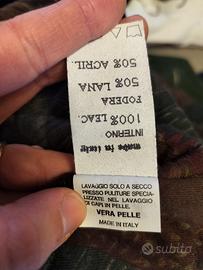 INTERNO
100% LEAC.
FODERA
50% LANA
50% ACRIL.
LAVAGGIO SOLO A SECCO
PRESSO PULITURE SPECIA-
LIZZATE NEL LAVAGGIO
DI CAPI IN PELLE.
VERA PELLE
MADE IN ITALY
subito